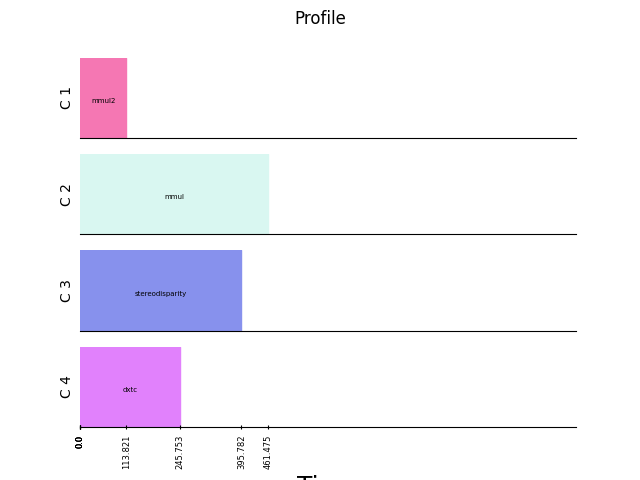 Profile
C 1
mmul2
C 2
mmul
C 3
stereodisparity
C 4
dxtc
0.0
113.821
245.753
395.782
461.475